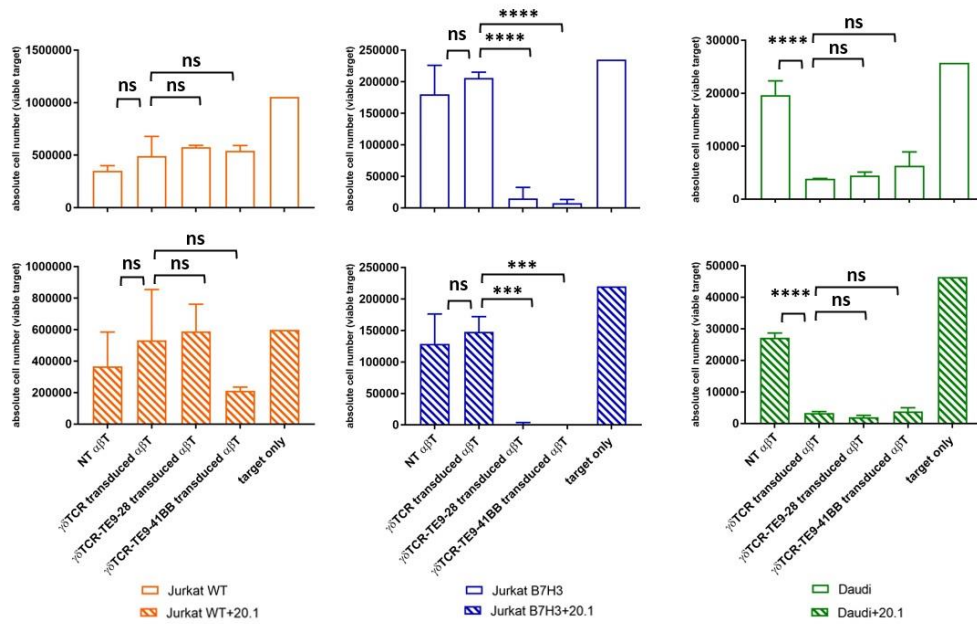 absolute cell number (viable target)
1500000
1000000
500000
0
ns
ns
ns
absolute cell number (viable target)
250000
200000
150000
100000
50000
0
****
ns
****
absolute cell number (viable target)
30000
20000
10000
0
ns
****
ns
absolute cell number (viable target)
1000000
800000
600000
400000
200000
0
ns
ns
ns
absolute cell number (viable target)
250000
200000
150000
100000
50000
0
***
ns
***
absolute cell number (viable target)
50000
40000
30000
20000
10000
0
ns
****
ns
NT αβT
γδTCR transduced αβT
γδTCR-TE9-28 transduced αβT
γδTCR-TE9-41BB transduced αβT
target only
NT αβT
γδTCR transduced αβT
γδTCR-TE9-28 transduced αβT
γδTCR-TE9-41BB transduced αβT
target only
NT αβT
γδTCR transduced αβT
γδTCR-TE9-28 transduced αβT
γδTCR-TE9-41BB transduced αβT
target only
Jurkat WT
Jurkat WT+20.1
Jurkat B7H3
Jurkat B7H3+20.1
Daudi
Daudi+20.1